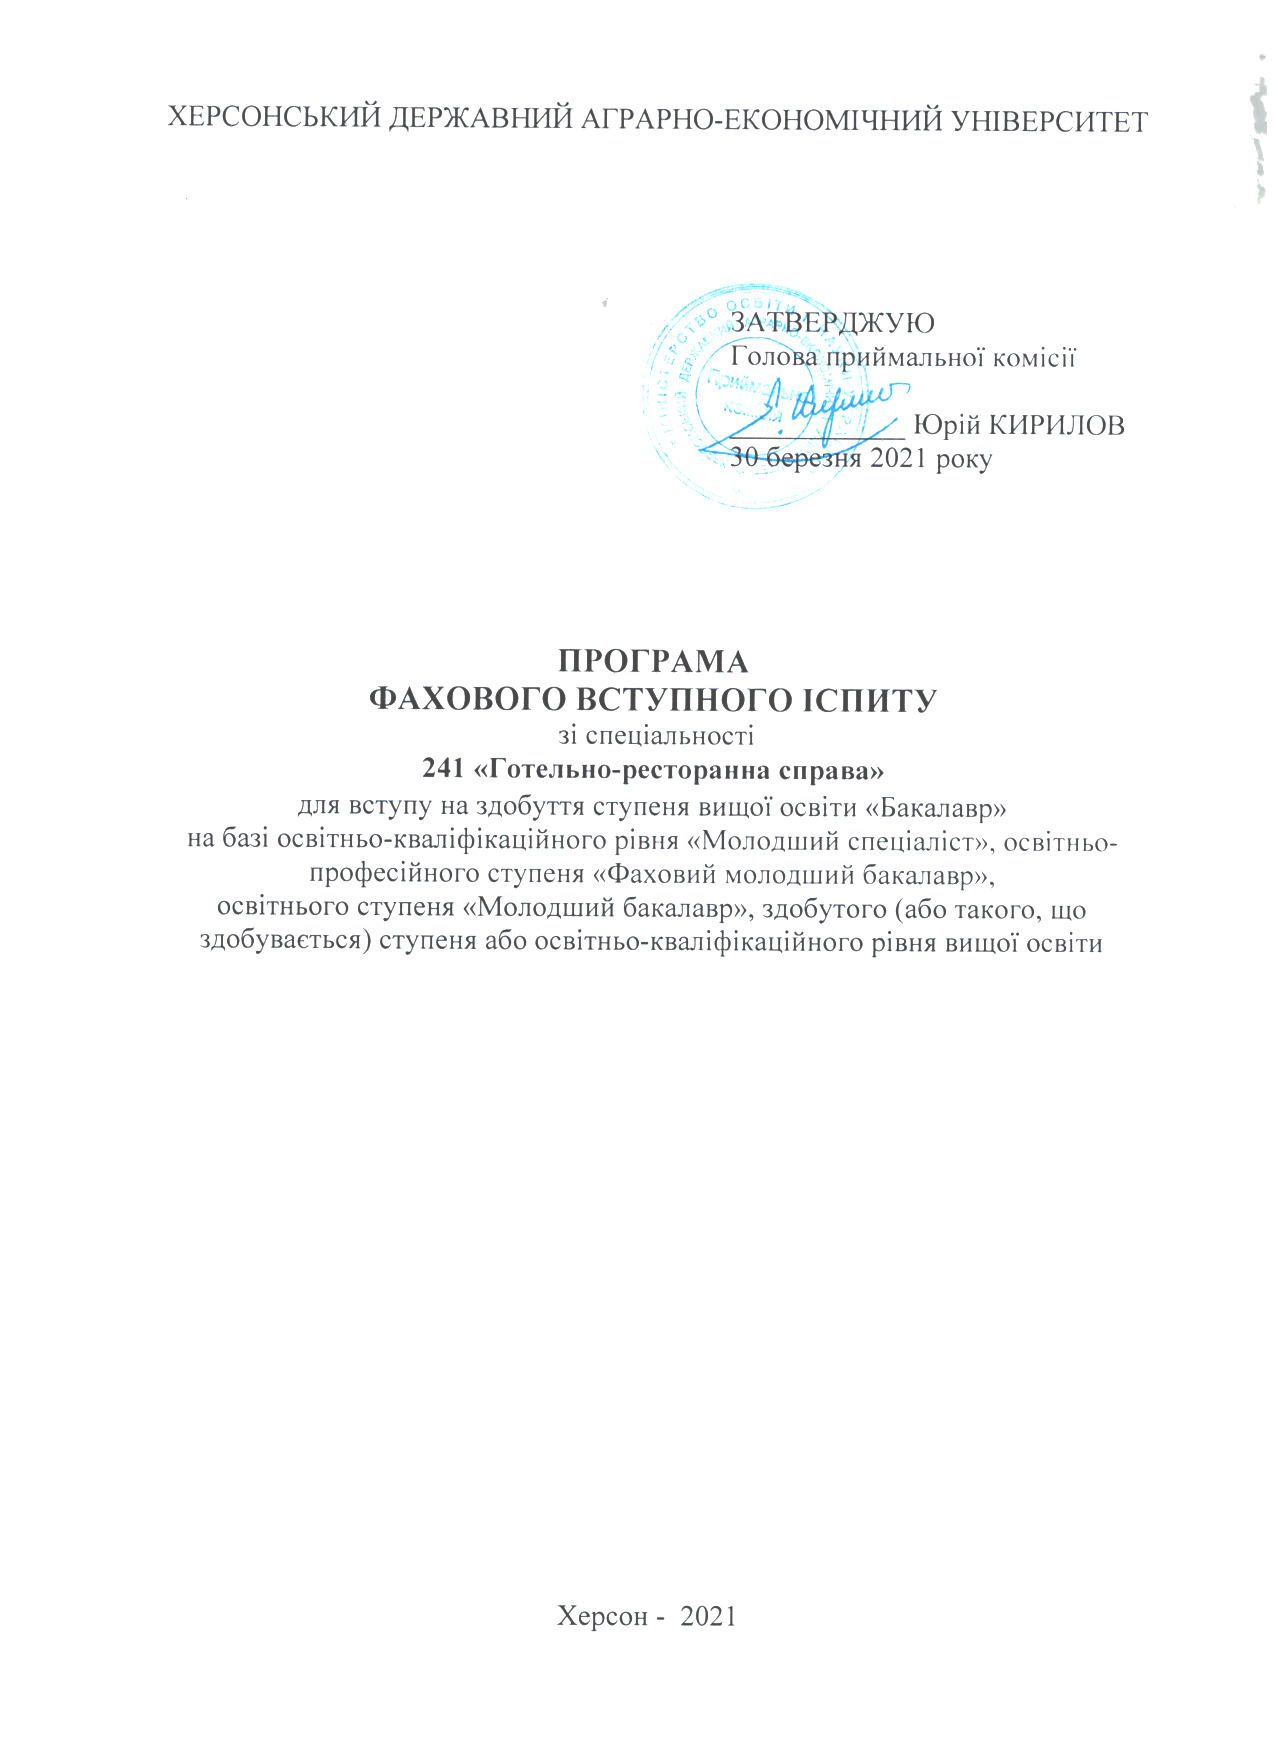 ХЕРСОНСЬКИЙ ДЕРЖАВНИЙ АГРАРНО-ЕКОНОМІЧНИЙ УНІВЕРСИТЕТ
ЗАТВЕРДЖУЮ
Голова приймальної комісії
____________ Юрій КИРИЛОВ
30 березня 2021 року
ПРОГРАМА
ФАХОВОГО ВСТУПНОГО ІСПИТУ
зі спеціальності
241 «Готельно-ресторанна справа»
для вступу на здобуття ступеня вищої освіти «Бакалавр»
на базі освітньо-кваліфікаційного рівня «Молодший спеціаліст», освітньо-
професійного ступеня «Фаховий молодший бакалавр»,
освітнього ступеня «Молодший бакалавр», здобутого (або такого, що
здобувається) ступеня або освітньо-кваліфікаційного рівня вищої освіти
Херсон - 2021